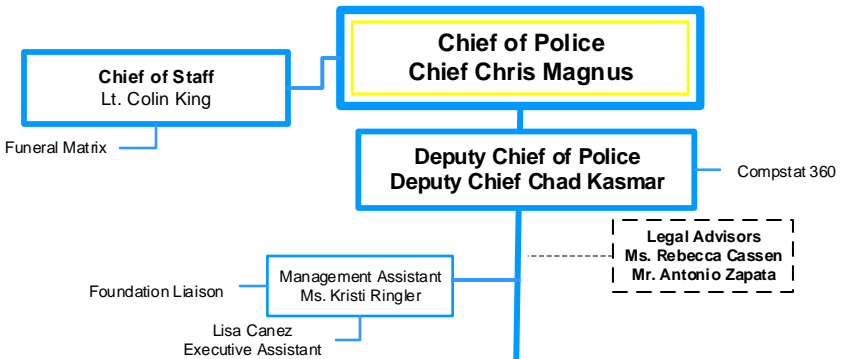 Chief of Police
Chief Chris Magnus
Chief of Staff
Lt. Colin King
Funeral Matrix
Deputy Chief of Police
Deputy Chief Chad Kasmar
Compstat 360
Legal Advisors
Ms. Rebecca Cassen
Mr. Antonio Zapata
Management Assistant
Ms. Kristi Ringler
Foundation Liaison
Lisa Canez
Executive Assistant